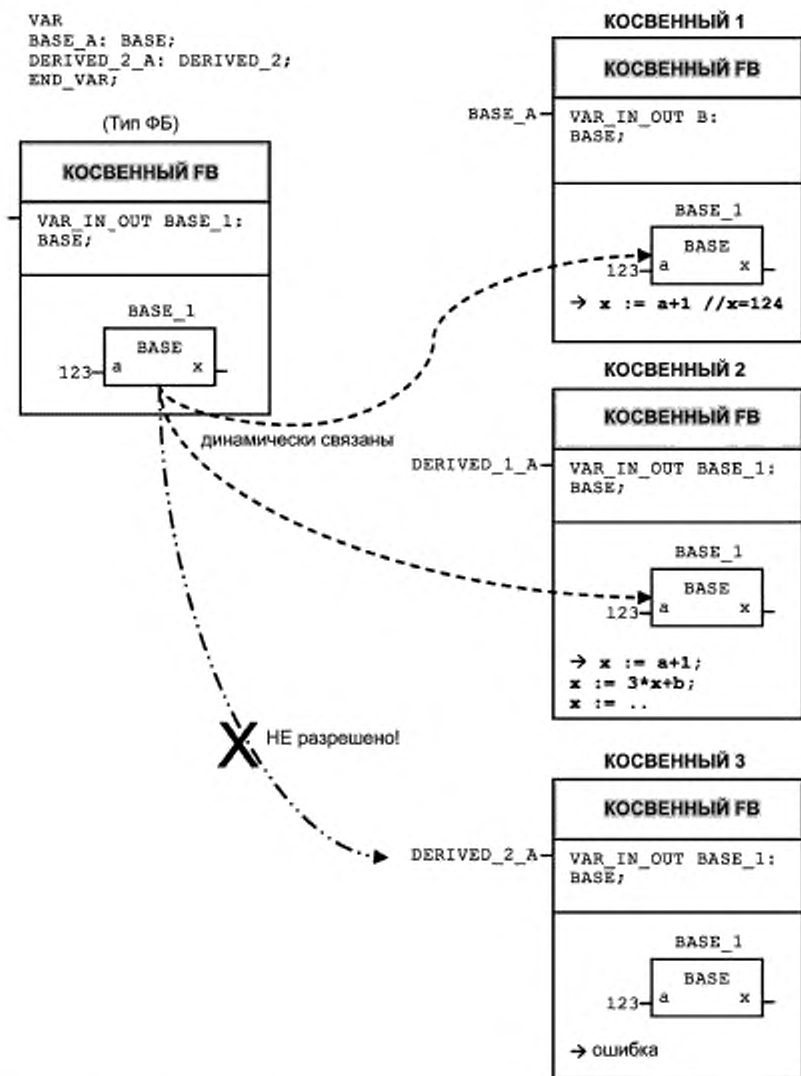 VAR
BASE_A: BASE;
DERIVED_2_A: DERIVED_2;
END_VAR;
(Тип ФБ)
КОСВЕННЫЙ FB
VAR_IN_OUT BASE_1:
BASE;
BASE_1
BASE
123 a x
динамически связаны
НЕ разрешено!
КОСВЕННЫЙ 1
КОСВЕННЫЙ FB
BASE_A
VAR_IN_OUT B:
BASE;
BASE_1
BASE
123 a x
→ x := a+1 //x=124
КОСВЕННЫЙ 2
КОСВЕННЫЙ FB
DERIVED_1_A
VAR_IN_OUT BASE_1:
BASE;
BASE_1
BASE
123 a x
→ x := a+1;
x := 3*x+b;
x := ..
КОСВЕННЫЙ 3
КОСВЕННЫЙ FB
DERIVED_2_A
VAR_IN_OUT BASE_1:
BASE;
BASE_1
BASE
123 a x
→ ошибка